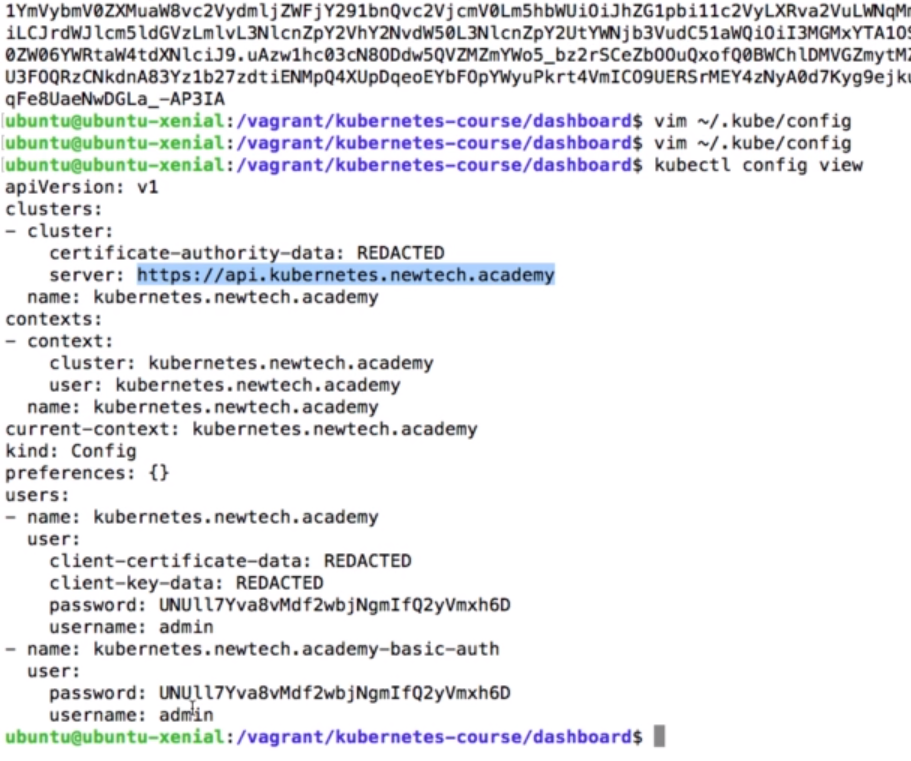 1YmVybmV0ZXMuaW8vc2VydmljZWFjY291bnQvc2VjcmV0Lm5hbWUiOiJhZG1pbi11c2VyLXRva2VuLWNqMm
iLCJrdWJlcm5ldGVzLmlvL3NlcnZpY2VhY2NvdW50L3NlcnZpY2UtYWNjb3VudC51aWQiOiI3MGMxYTA1OS
qFe8UaeNwDGLa_-AP3IA
ubuntu@ubuntu-xenial:/vagrant/kubernetes-course/dashboard$ vim ~/.kube/config
ubuntu@ubuntu-xenial:/vagrant/kubernetes-course/dashboard$ vim ~/.kube/config
ubuntu@ubuntu-xenial:/vagrant/kubernetes-course/dashboard$ kubectl config view
apiVersion: v1
clusters:
- cluster:
    certificate-authority-data: REDACTED
    server: https://api.kubernetes.newtech.academy
  name: kubernetes.newtech.academy
contexts:
- context:
    cluster: kubernetes.newtech.academy
    user: kubernetes.newtech.academy
  name: kubernetes.newtech.academy
current-context: kubernetes.newtech.academy
kind: Config
preferences: {}
users:
- name: kubernetes.newtech.academy
  user:
    client-certificate-data: REDACTED
    client-key-data: REDACTED
    password: UNUll7Yva8vMdf2wbjNgmIfQ2yVmxh6D
    username: admin
- name: kubernetes.newtech.academy-basic-auth
  user:
    password: UNUll7Yva8vMdf2wbjNgmIfQ2yVmxh6D
    username: admin
ubuntu@ubuntu-xenial:/vagrant/kubernetes-course/dashboard$